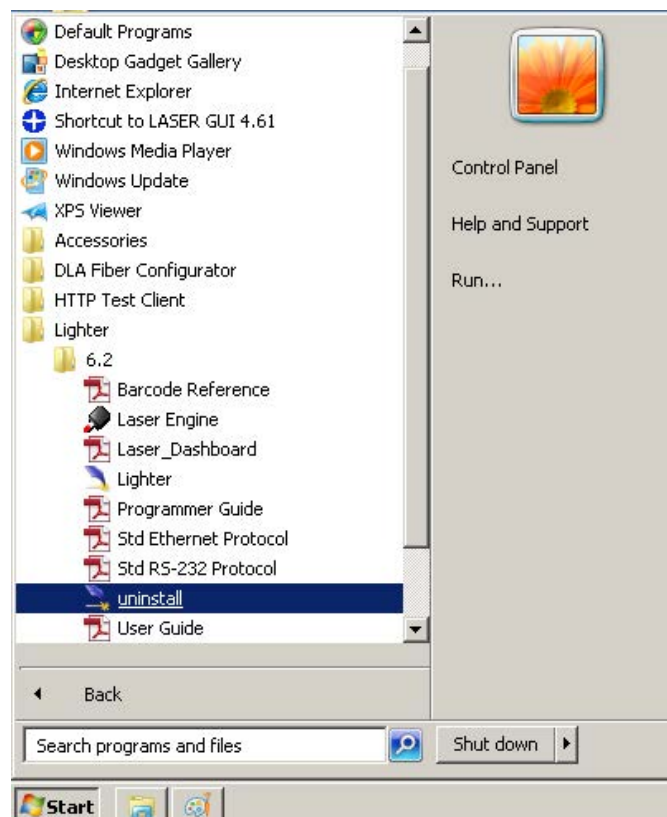 Default Programs
Desktop Gadget Gallery
Internet Explorer
Shortcut to LASER GUI 4.61
Windows Media Player
Windows Update
XPS Viewer
Accessories
DLA Fiber Configurator
HTTP Test Client
Lighter
6.2
Barcode Reference
Laser Engine
Laser_Dashboard
Lighter
Programmer Guide
Std Ethernet Protocol
Std RS-232 Protocol
uninstall
User Guide
Back
Search programs and files
Control Panel
Help and Support
Run...
Shut down
Start